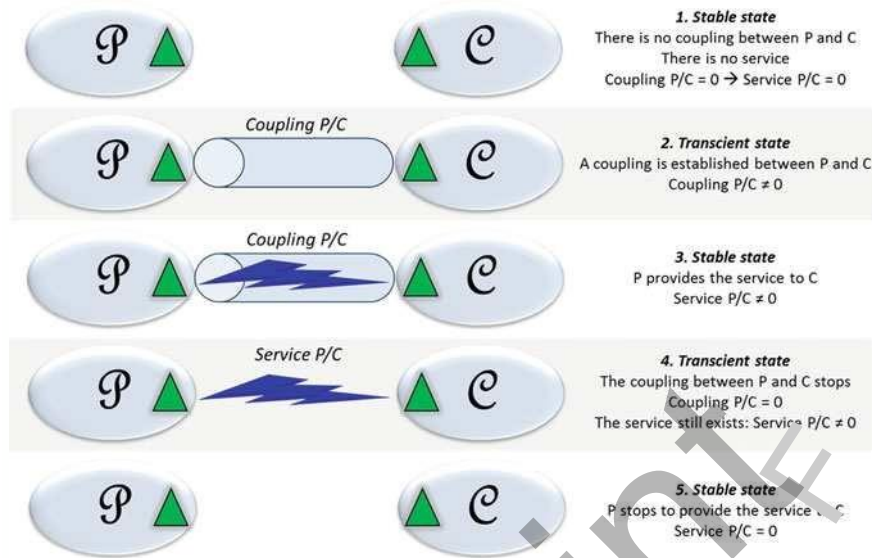 𝒫
𝒞
1. Stable state
There is no coupling between P and C
There is no service
Coupling P/C = 0 → Service P/C = 0
Coupling P/C
𝒫
𝒞
2. Transcient state
A coupling is established between P and C
Coupling P/C ≠ 0
Coupling P/C
𝒫
𝒞
3. Stable state
P provides the service to C
Service P/C ≠ 0
Service P/C
𝒫
𝒞
4. Transcient state
The coupling between P and C stops
Coupling P/C = 0
The service still exists: Service P/C ≠ 0
𝒫
𝒞
5. Stable state
P stops to provide the service C
Service P/C = 0